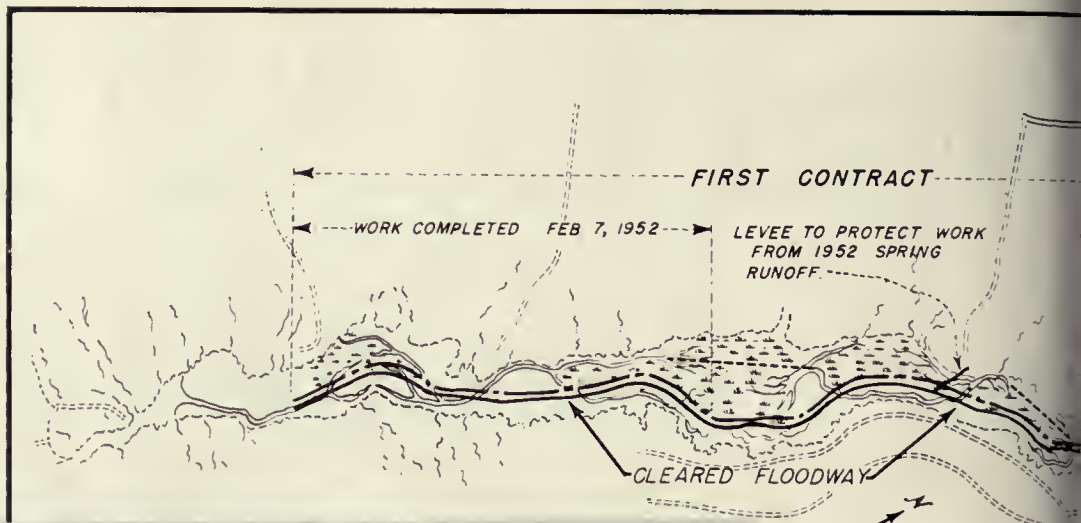 FIRST CONTRACT
WORK COMPLETED FEB 7, 1952
LEVEE TO PROTECT WORK
FROM 1952 SPRING
RUNOFF.
CLEARED FLOODWAY
N